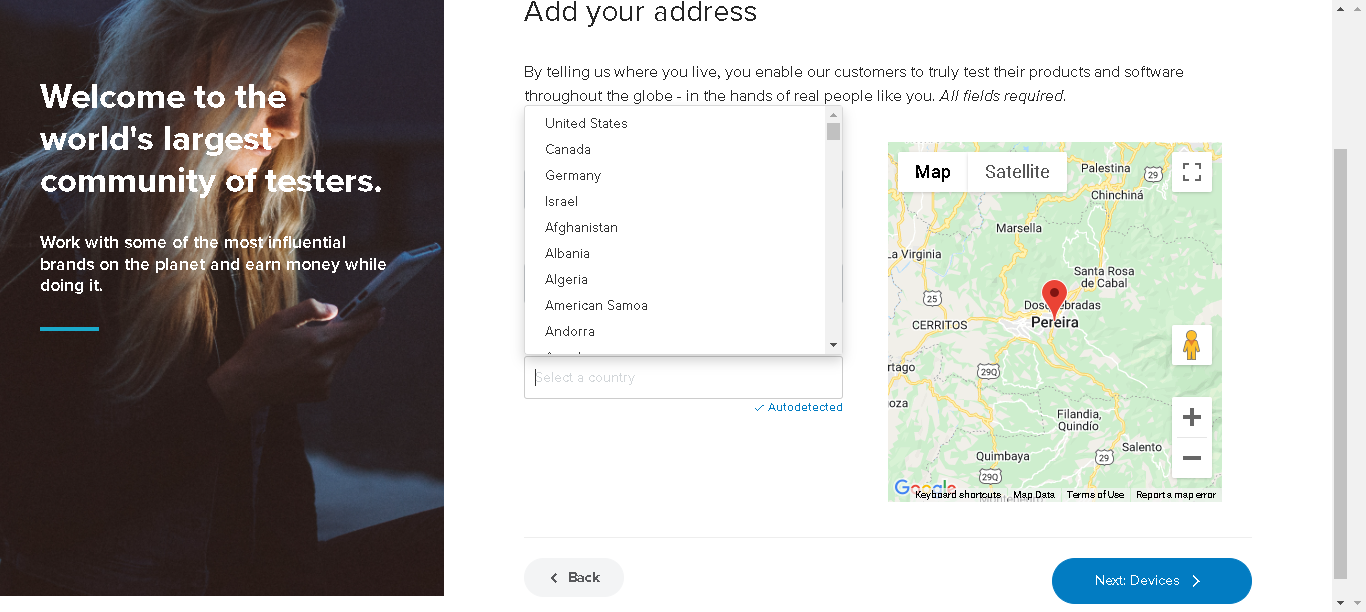 Welcome to the
world's largest
community of testers.
Work with some of the most influential
brands on the planet and earn money while
doing it.
Add your address
By telling us where you live, you enable our customers to truly test their products and software
throughout the globe - in the hands of real people like you. All fields required.
United States
Canada
Germany
Israel
Afghanistan
Albania
Algeria
American Samoa
Andorra
Select a country
Autodetected
Map
Satellite
Palestina
29
Chinchiná
Marsella
La Virginia
Santa Rosa
de Cabal
25
Dosquebradas
CERRITOS
Pereira
rtago
29Q
oza
Filandia,
Quindío
Salento
Quimbaya
29
29Q
Google
Keyboard shortcuts
Map Data
Terms of Use
Report a map error
Back
Next: Devices